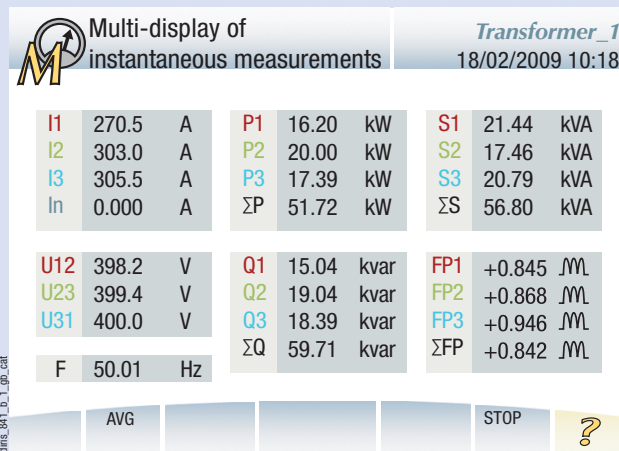 Multi-display of
instantaneous measurements
Transformer_1
18/02/2009 10:18
M
I1 270.5 A
I2 303.0 A
I3 305.5 A
In 0.000 A
P1 16.20 kW
P2 20.00 kW
P3 17.39 kW
ΣP 51.72 kW
S1 21.44 kVA
S2 17.46 kVA
S3 20.79 kVA
ΣS 56.80 kVA
U12 398.2 V
U23 399.4 V
U31 400.0 V
F 50.01 Hz
Q1 15.04 kvar
Q2 19.04 kvar
Q3 18.39 kvar
ΣQ 59.71 kvar
FP1 +0.845
FP2 +0.868
FP3 +0.946
ΣFP +0.842
AVG
STOP
?
diris_841_b_1_gb_cat